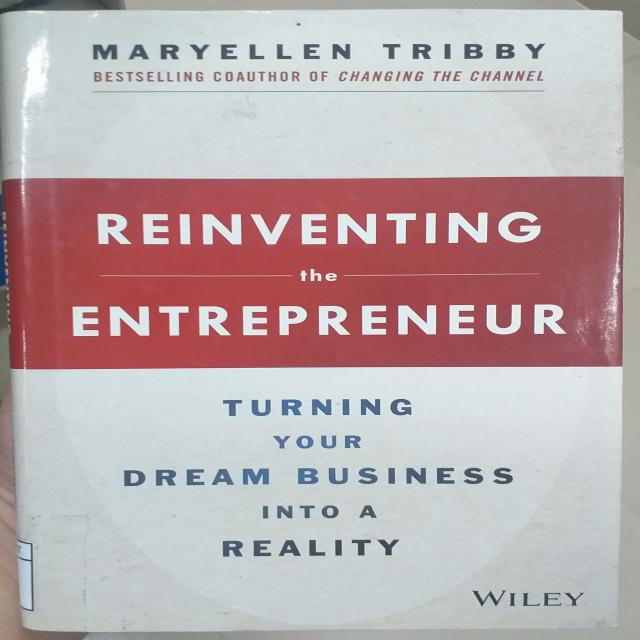 MARYELLEN TRIBBY
BESTSELLING COAUTHOR OF CHANGING THE CHANNEL
REINVENTING
the
ENTREPRENEUR
TURNING
YOUR
DREAM BUSINESS
INTO A
REALITY
WILEY